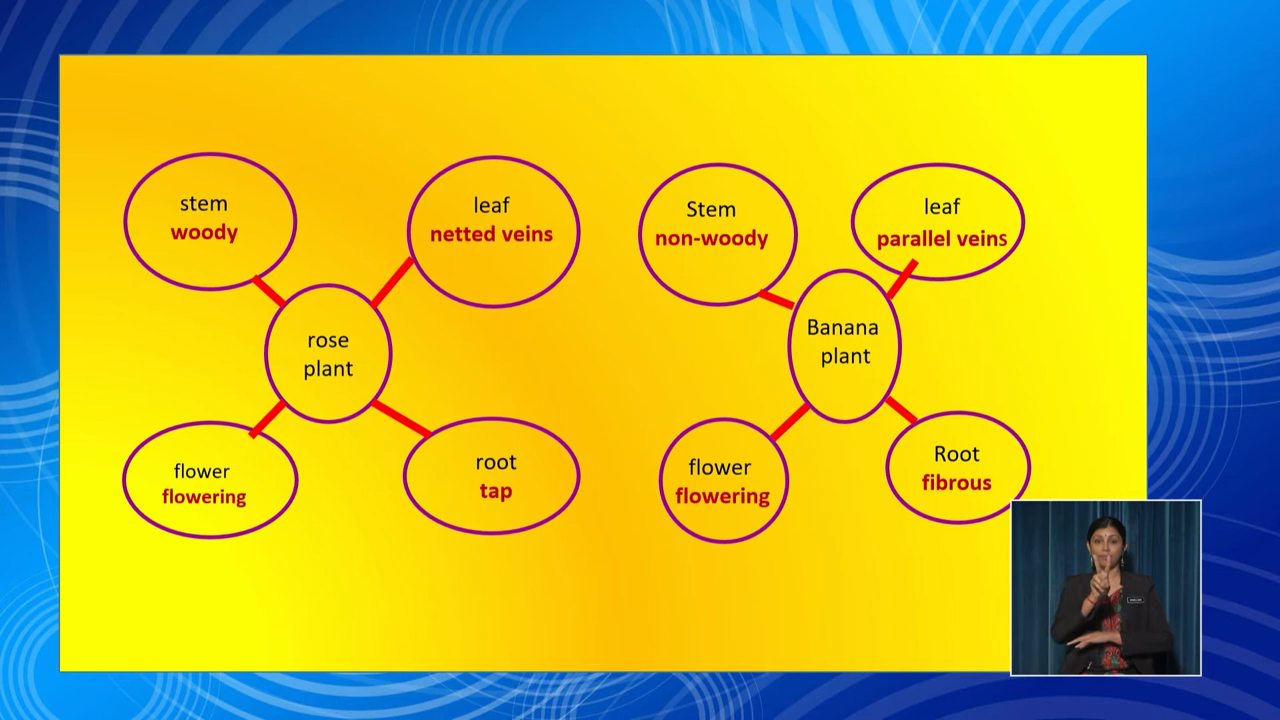 stem
woody
leaf
netted veins
rose
plant
flower
flowering
root
tap
Stem
non-woody
leaf
parallel veins
Banana
plant
flower
flowering
Root
fibrous